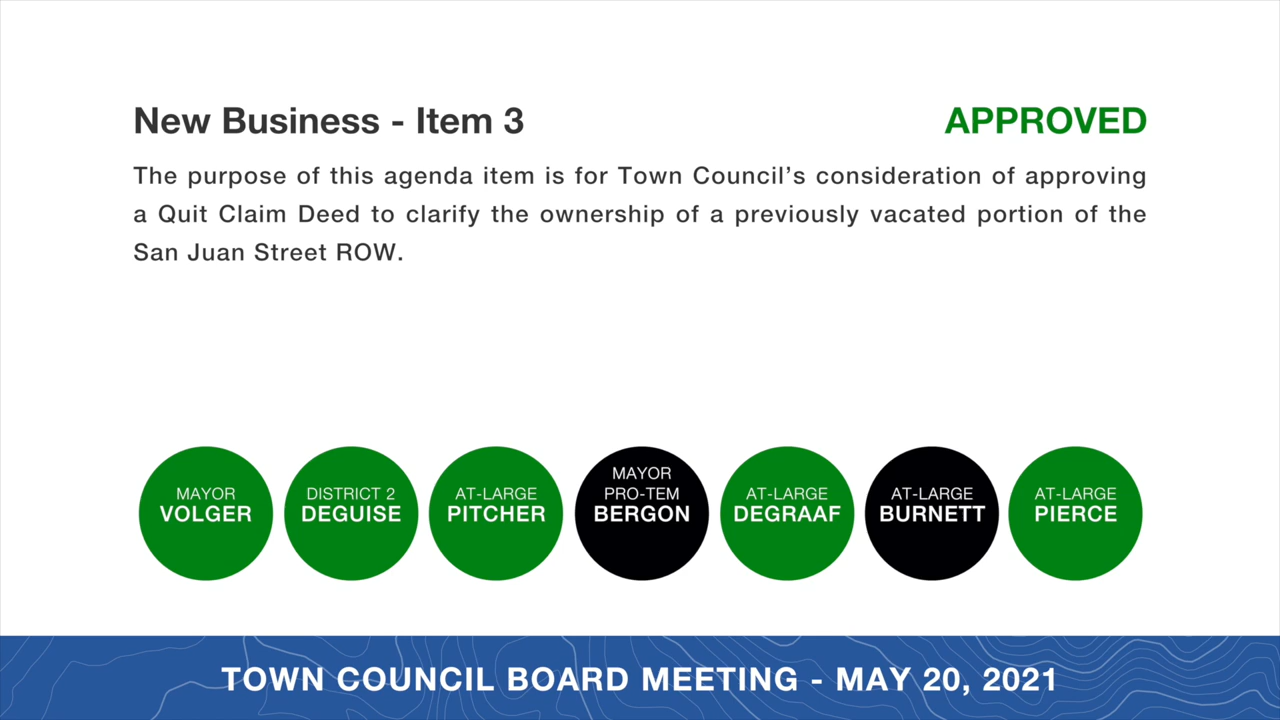 New Business - Item 3
APPROVED
The purpose of this agenda item is for Town Council’s consideration of approving
a Quit Claim Deed to clarify the ownership of a previously vacated portion of the
San Juan Street ROW.
MAYOR
VOLGER
DISTRICT 2
DEGUISE
AT-LARGE
PITCHER
MAYOR
PRO-TEM
BERGON
AT-LARGE
DEGRAAF
AT-LARGE
BURNETT
AT-LARGE
PIERCE
TOWN COUNCIL BOARD MEETING - MAY 20, 2021